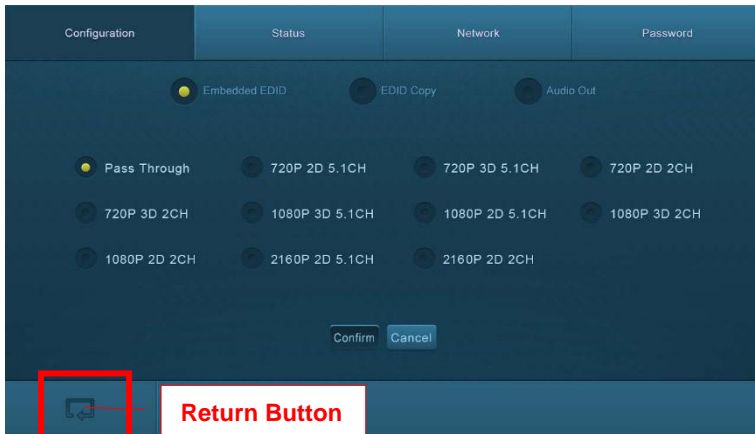 Configuration Status Network Password
Embedded EDID EDID Copy Audio Out
Pass Through 720P 2D 5.1CH 720P 3D 5.1CH 720P 2D 2CH
720P 3D 2CH 1080P 3D 5.1CH 1080P 2D 5.1CH 1080P 3D 2CH
1080P 2D 2CH 2160P 2D 5.1CH 2160P 2D 2CH
Confirm Cancel
Return Button